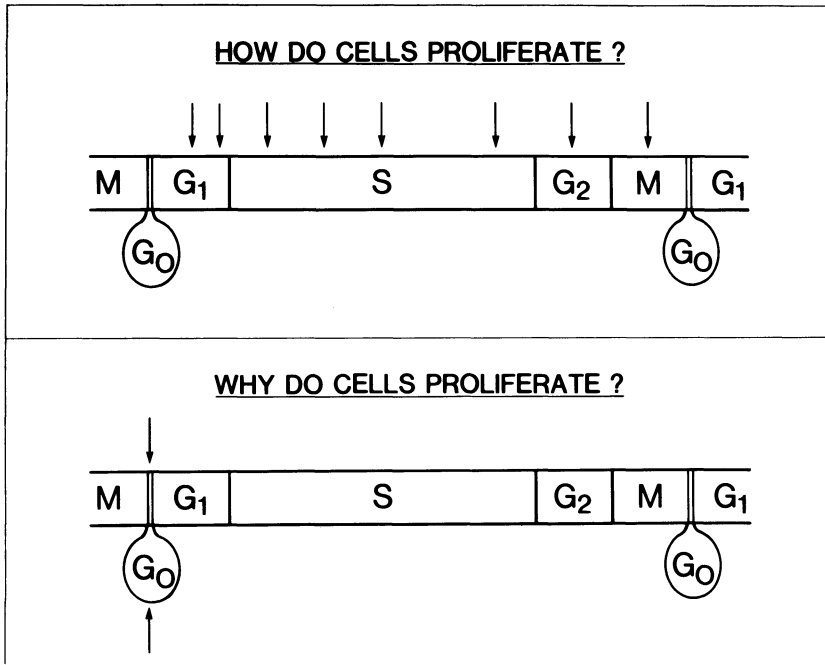 HOW DO CELLS PROLIFERATE ?
M G₁ S G₂ M G₁
G₀ G₀
WHY DO CELLS PROLIFERATE ?
M G₁ S G₂ M G₁
G₀ G₀